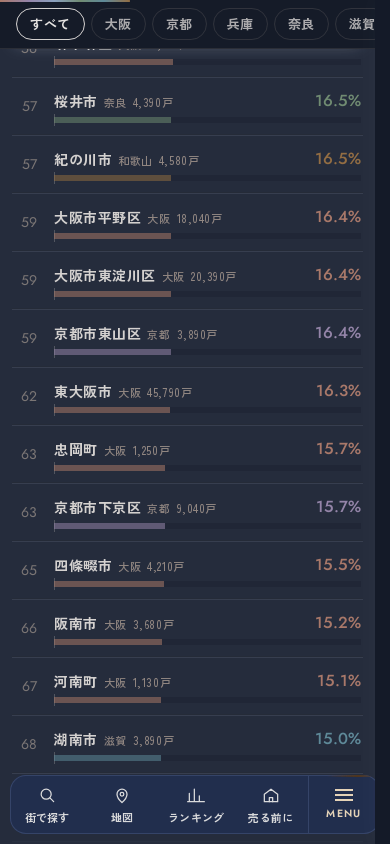 すべて 大阪 京都 兵庫 奈良 滋賀
57 桜井市 奈良 4,390戸 16.5%
57 紀の川市 和歌山 4,580戸 16.5%
59 大阪市平野区 大阪 18,040戸 16.4%
59 大阪市東淀川区 大阪 20,390戸 16.4%
59 京都市東山区 京都 3,890戸 16.4%
62 東大阪市 大阪 45,790戸 16.3%
63 忠岡町 大阪 1,250戸 15.7%
63 京都市下京区 京都 9,040戸 15.7%
65 四條畷市 大阪 4,210戸 15.5%
66 阪南市 大阪 3,680戸 15.2%
67 河南町 大阪 1,130戸 15.1%
68 湖南市 滋賀 3,890戸 15.0%
街で探す 地図 ランキング 売る前に MENU